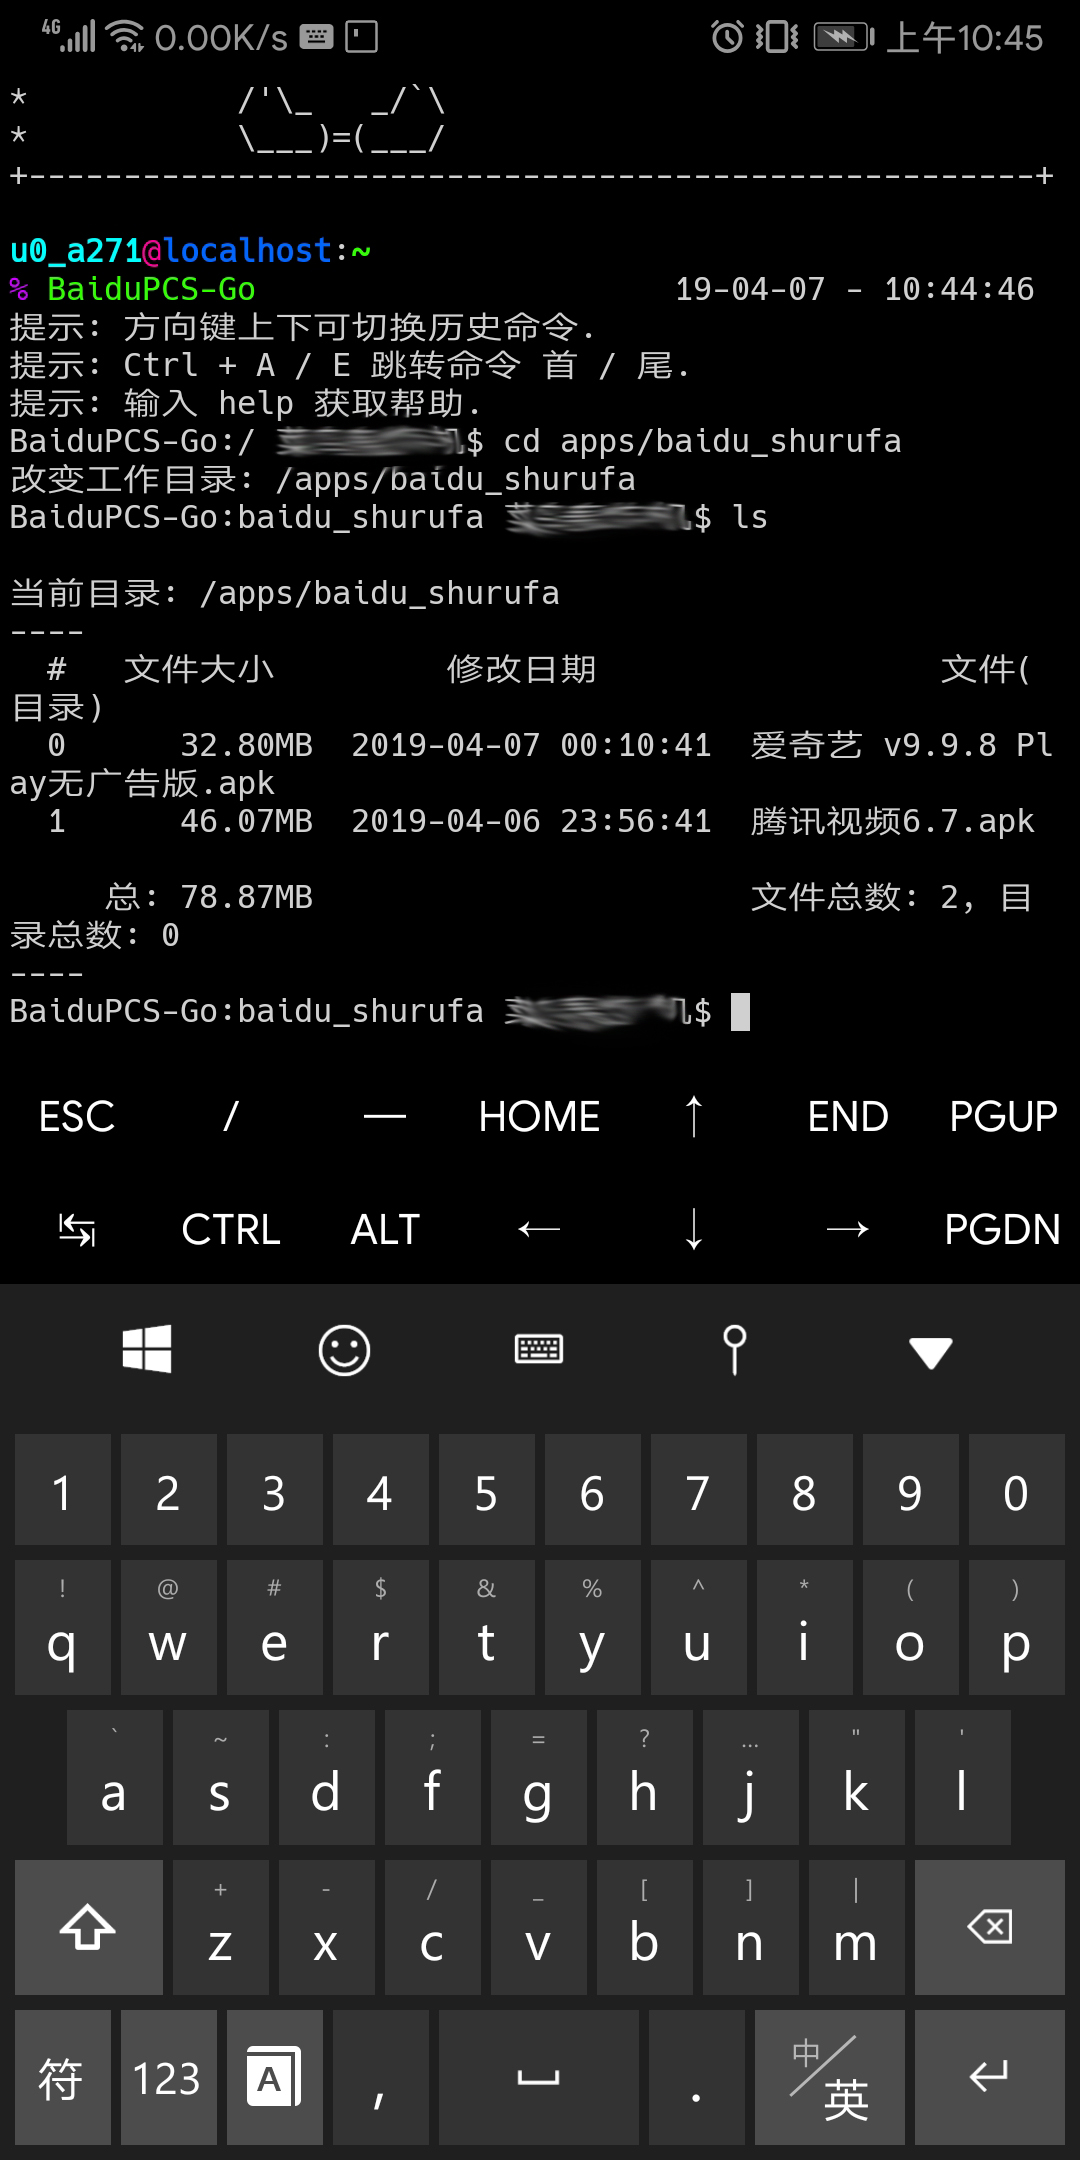 4G 0.00K/s 上午10:45
* /'\_ _/`\
* \___)=(___/
+-----------------------------------------------------+
u0_a271@localhost:~
% BaiduPCS-Go 19-04-07 - 10:44:46
提示: 方向键上下可切换历史命令.
提示: Ctrl + A / E 跳转命令 首 / 尾.
提示: 输入 help 获取帮助.
BaiduPCS-Go:/ $ cd apps/baidu_shurufa
改变工作目录: /apps/baidu_shurufa
BaiduPCS-Go:baidu_shurufa $ ls
当前目录: /apps/baidu_shurufa
----
# 文件大小 修改日期 文件(
目录)
0 32.80MB 2019-04-07 00:10:41 爱奇艺 v9.9.8 Pl
ay无广告版.apk
1 46.07MB 2019-04-06 23:56:41 腾讯视频6.7.apk
总: 78.87MB 文件总数: 2, 目
录总数: 0
----
BaiduPCS-Go:baidu_shurufa $
ESC / — HOME ↑ END PGUP
↹ CTRL ALT ← ↓ → PGDN
1 2 3 4 5 6 7 8 9 0
! @ # $ & % ^ * ( )
q w e r t y u i o p
` ~ : ; = ? ... " '
a s d f g h j k l
+ - / _ [ ] |
z x c v b n m
符 123 A , . 中/英